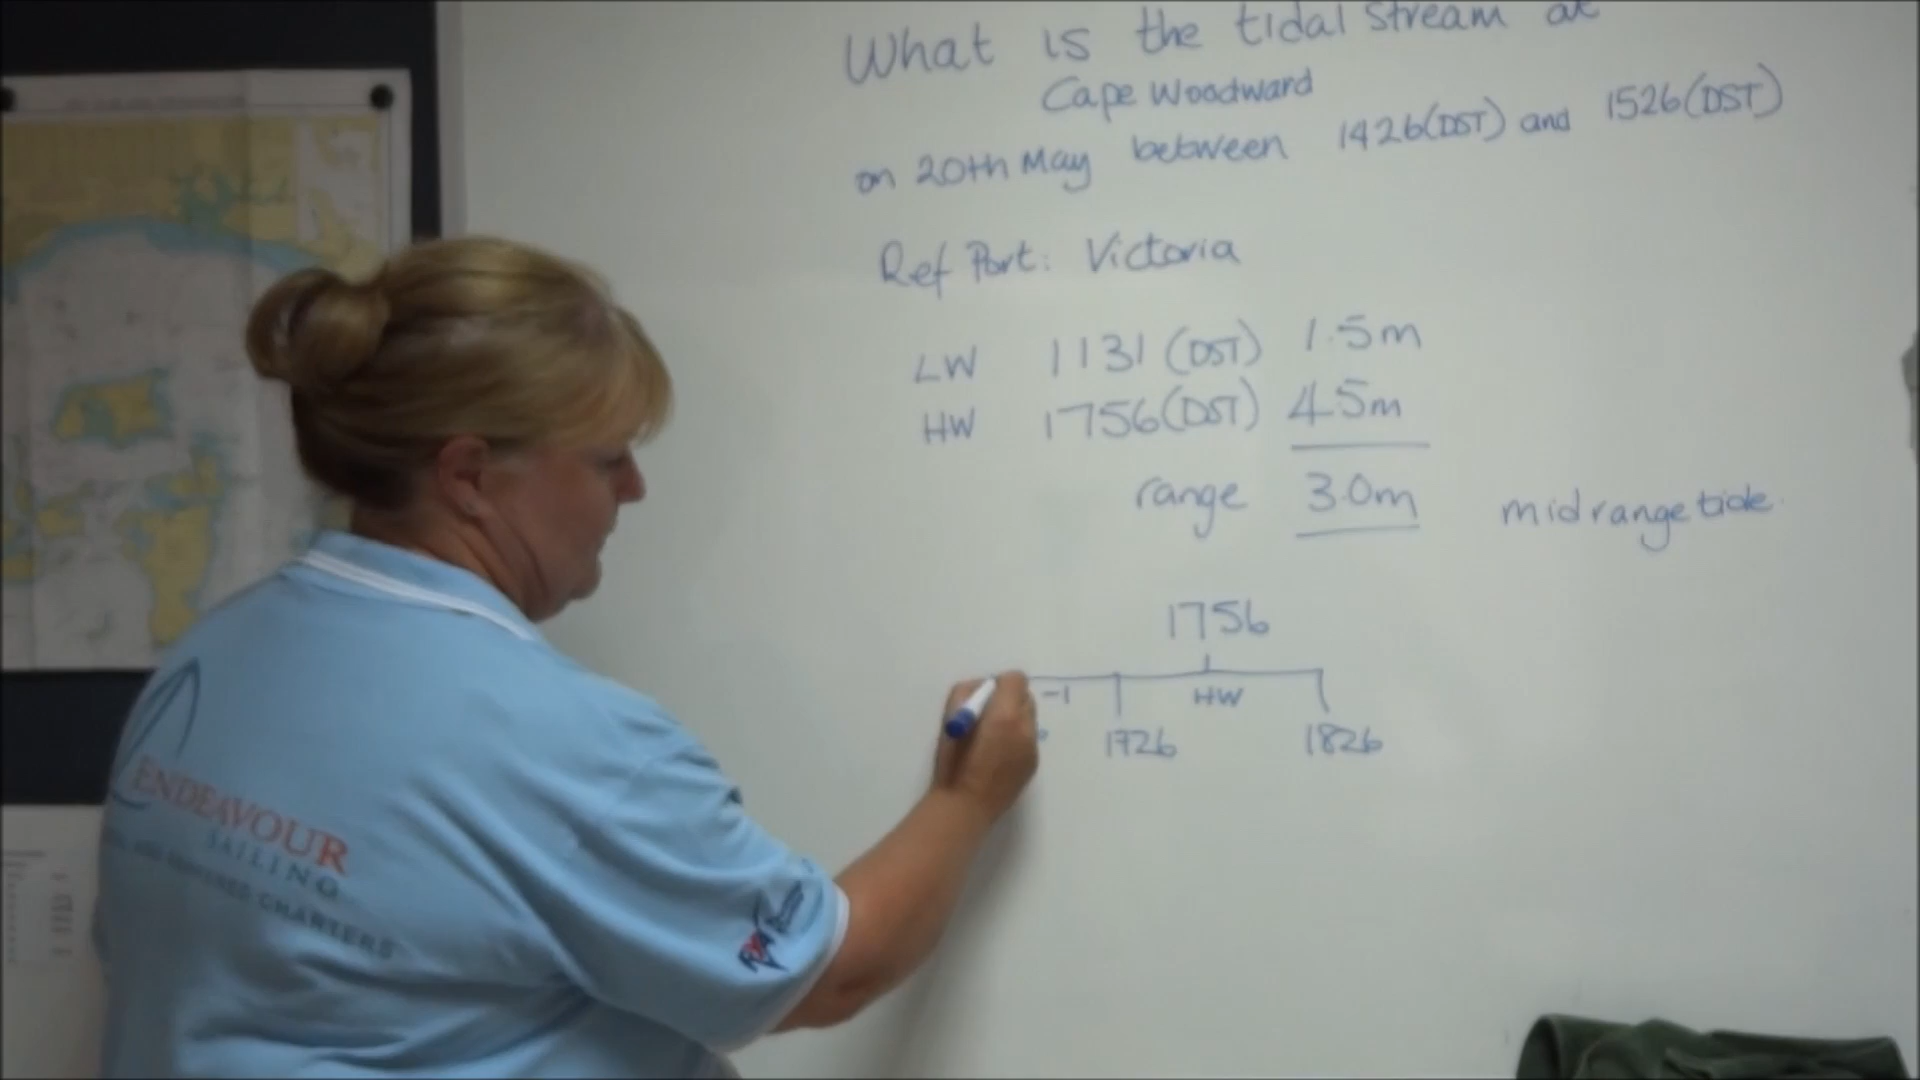 What is the tidal stream at
Cape Woodward
on 20th May between 1426(DST) and 1526(DST)
Ref Port: Victoria
LW 1131 (DST) 1.5m
HW 1756(DST) 4.5m
range 3.0m midrange tide.
1756
-1 HW
1726 1826
ENDEAVOUR
SAILING
CHARTERS
RYA